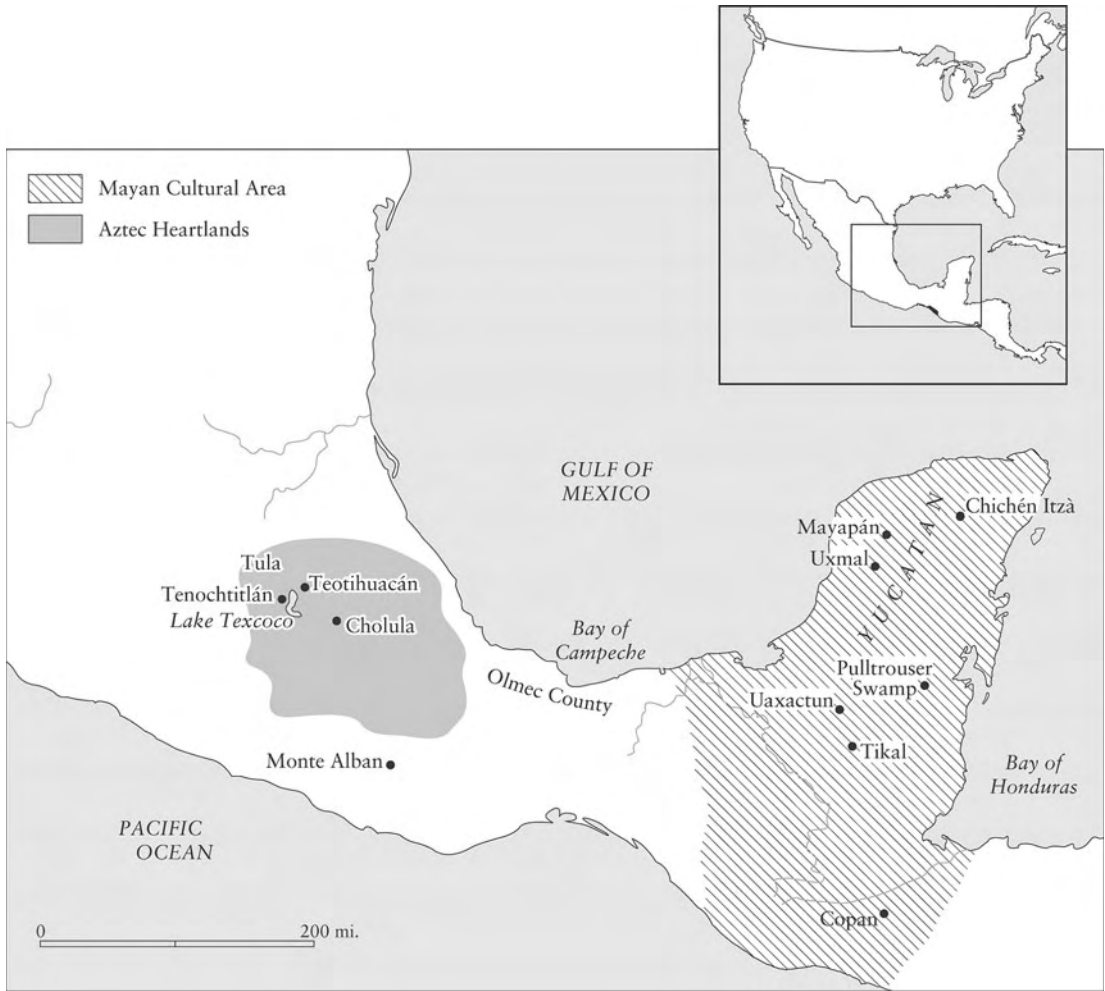 Mayan Cultural Area
Aztec Heartlands
GULF OF
MEXICO
Chichén Itzà
Mayapán
Uxmal
YUCATAN
Tula
Teotihuacán
Tenochtitlán
Lake Texcoco
Cholula
Bay of
Campeche
Olmec County
Pulltrouser
Swamp
Uaxactun
Tikal
Monte Alban
Bay of
Honduras
PACIFIC
OCEAN
Copan
0
200 mi.